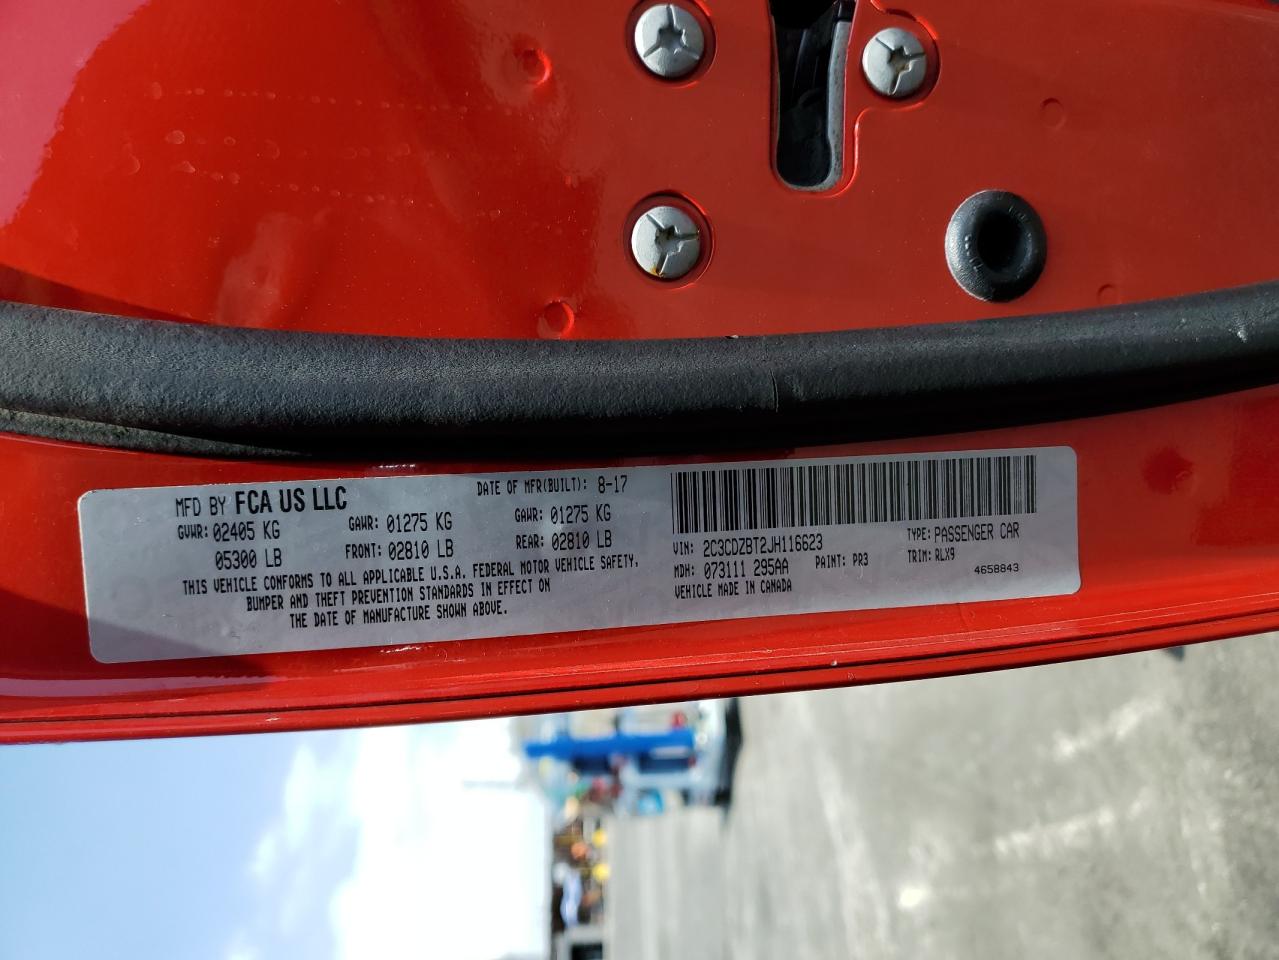 MFD BY FCA US LLC
DATE OF MFR(BUILT): 8-17
GVWR: 02405 KG
05300 LB
GAWR: 01275 KG
FRONT: 02810 LB
GAWR: 01275 KG
REAR: 02810 LB
THIS VEHICLE CONFORMS TO ALL APPLICABLE U.S.A. FEDERAL MOTOR VEHICLE SAFETY,
BUMPER AND THEFT PREVENTION STANDARDS IN EFFECT ON
THE DATE OF MANUFACTURE SHOWN ABOVE.
VIN: 2C3CDZBT2JH116623
TYPE: PASSENGER CAR
MDH: 073111 295AA
PAINT: PR3
TRIM: RLX9
VEHICLE MADE IN CANADA
4658843